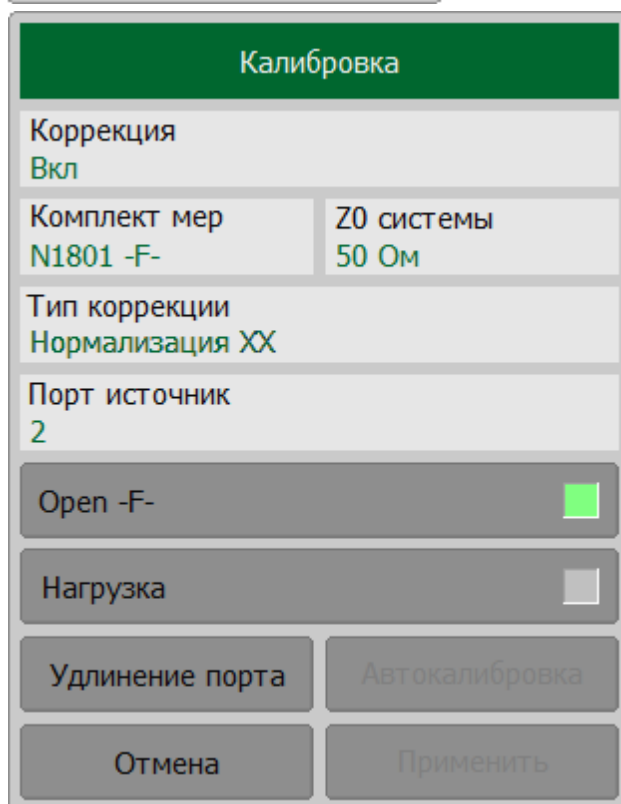 Калибровка
Коррекция
Вкл
Комплект мер
N1801 -F-
Z0 системы
50 Ом
Тип коррекции
Нормализация ХХ
Порт источник
2
Open -F-
Нагрузка
Удлинение порта
Автокалибровка
Отмена
Применить